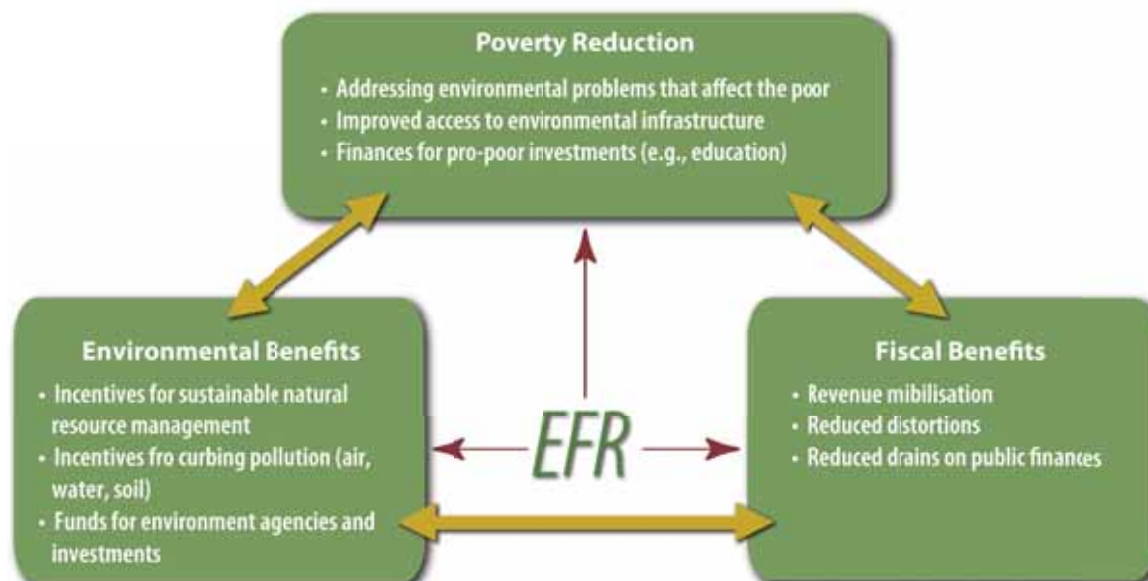 Poverty Reduction
• Addressing environmental problems that affect the poor
• Improved access to environmental infrastructure
• Finances for pro-poor investments (e.g., education)
Environmental Benefits
• Incentives for sustainable natural
resource management
• Incentives fro curbing pollution (air,
water, soil)
• Funds for environment agencies and
investments
EFR
Fiscal Benefits
• Revenue mibilisation
• Reduced distortions
• Reduced drains on public finances